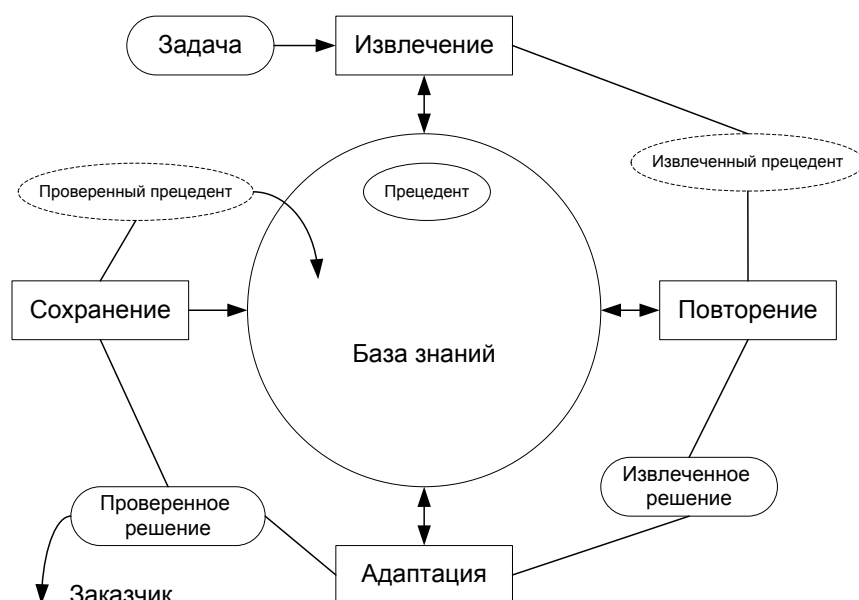 Задача
Извлечение
Извлеченный прецедент
Проверенный прецедент
Прецедент
Сохранение
Повторение
База знаний
Извлеченное
решение
Проверенное
решение
Адаптация
Заказчик